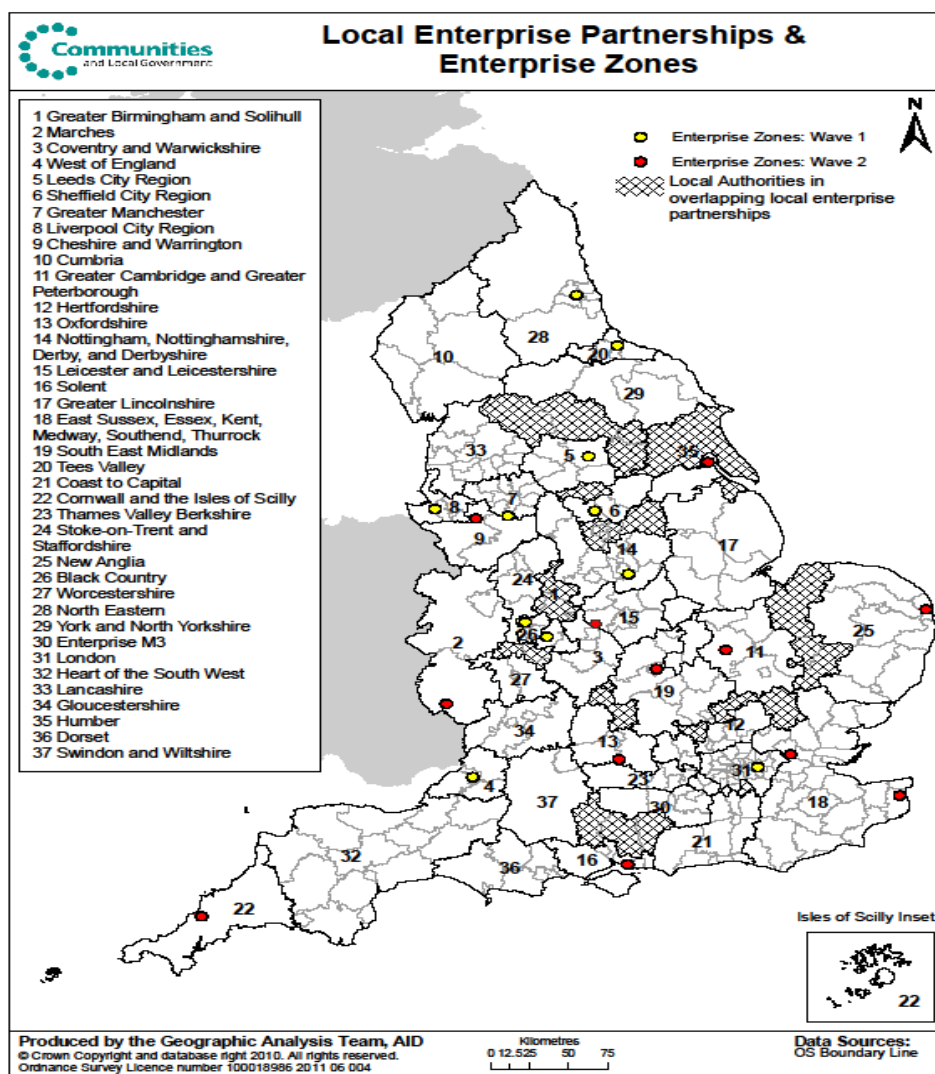 Communities
and Local Government
Local Enterprise Partnerships &
Enterprise Zones
1 Greater Birmingham and Solihull
2 Marches
3 Coventry and Warwickshire
4 West of England
5 Leeds City Region
6 Sheffield City Region
7 Greater Manchester
8 Liverpool City Region
9 Cheshire and Warrington
10 Cumbria
11 Greater Cambridge and Greater
Peterborough
12 Hertfordshire
13 Oxfordshire
14 Nottingham, Nottinghamshire,
Derby, and Derbyshire
15 Leicester and Leicestershire
16 Solent
17 Greater Lincolnshire
18 East Sussex, Essex, Kent,
Medway, Southend, Thurrock
19 South East Midlands
20 Tees Valley
21 Coast to Capital
22 Cornwall and the Isles of Scilly
23 Thames Valley Berkshire
24 Stoke-on-Trent and
Staffordshire
25 New Anglia
26 Black Country
27 Worcestershire
28 North Eastern
29 York and North Yorkshire
30 Enterprise M3
31 London
32 Heart of the South West
33 Lancashire
34 Gloucestershire
35 Humber
36 Dorset
37 Swindon and Wiltshire
N
Enterprise Zones: Wave 1
Enterprise Zones: Wave 2
Local Authorities in
overlapping local enterprise
partnerships
28
10
20
29
33
5
35
7
8
6
9
14
17
24
1
15
25
26
2
3
11
27
19
34
12
13
31
23
4
37
30
18
21
32
16
36
22
Isles of Scilly Inset
22
Produced by the Geographic Analysis Team, AID
© Crown Copyright and database right 2010. All rights reserved.
Ordnance Survey Licence number 100018986 2011 06 004
Kilometres
0 12.525 50 75
Data Sources:
OS Boundary Line